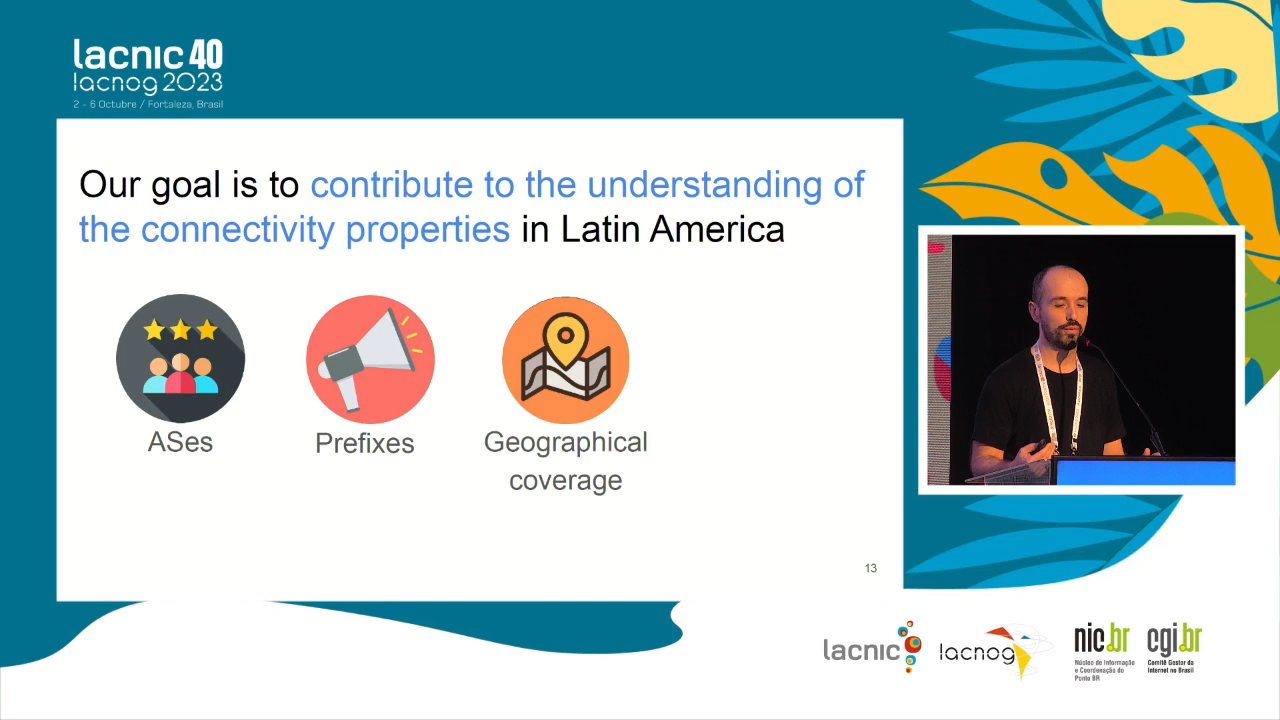 lacnic 40
lacnog 2023
2 - 6 Octubre / Fortaleza, Brasil
Our goal is to contribute to the understanding of
the connectivity properties in Latin America
ASes
Prefixes
Geographical
coverage
13
lacnic
lacnog
nic.br
Núcleo de Informação
e Coordenação do
Ponto BR
cgi.br
Comitê Gestor da
Internet no Brasil